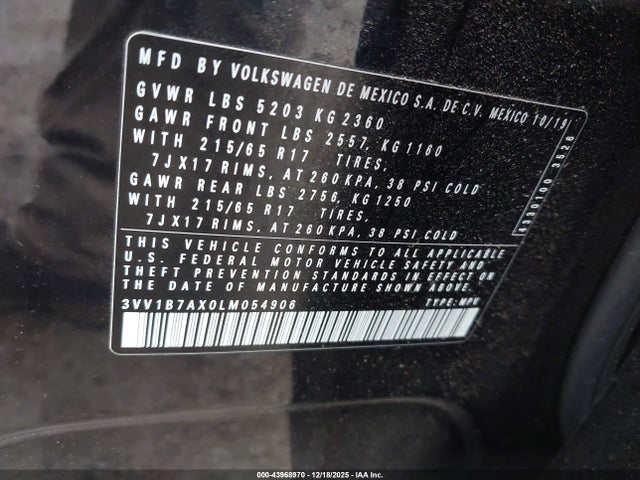 MFD BY VOLKSWAGEN DE MEXICO S.A. DE C.V. MEXICO 10/19
GVWR LBS 5203 KG 2360
GAWR FRONT LBS 2557, KG 1160
WITH 215/65 R17 TIRES,
7JX17 RIMS, AT 260 KPA, 38 PSI COLD
GAWR REAR LBS 2756, KG 1250
WITH 215/65 R17 TIRES,
7JX17 RIMS, AT 260 KPA, 38 PSI COLD
THIS VEHICLE CONFORMS TO ALL APPLICABLE
U.S. FEDERAL MOTOR VEHICLE SAFETY AND
THEFT PREVENTION STANDARDS IN EFFECT ON
THE DATE OF MANUFACTURE SHOWN ABOVE
3VV1B7AX0LM054906 TYPE: MPV
000-43968970 - 12/18/2025 - IAA Inc.